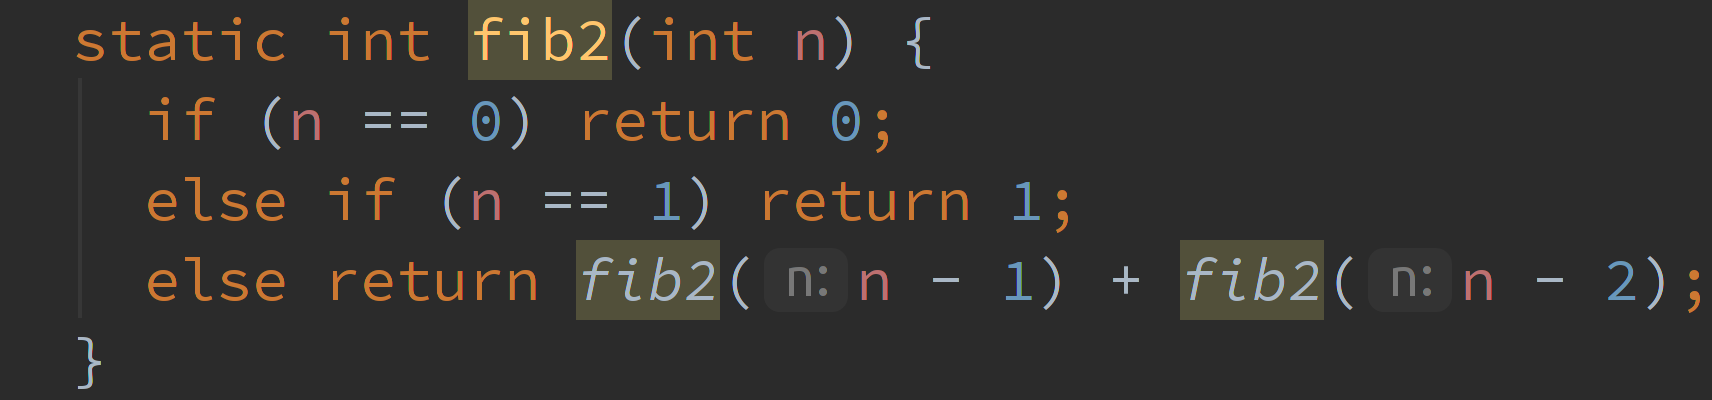 static int fib2(int n) {
if (n == 0) return 0;
else if (n == 1) return 1;
else return fib2( n: n - 1) + fib2( n: n - 2);
}